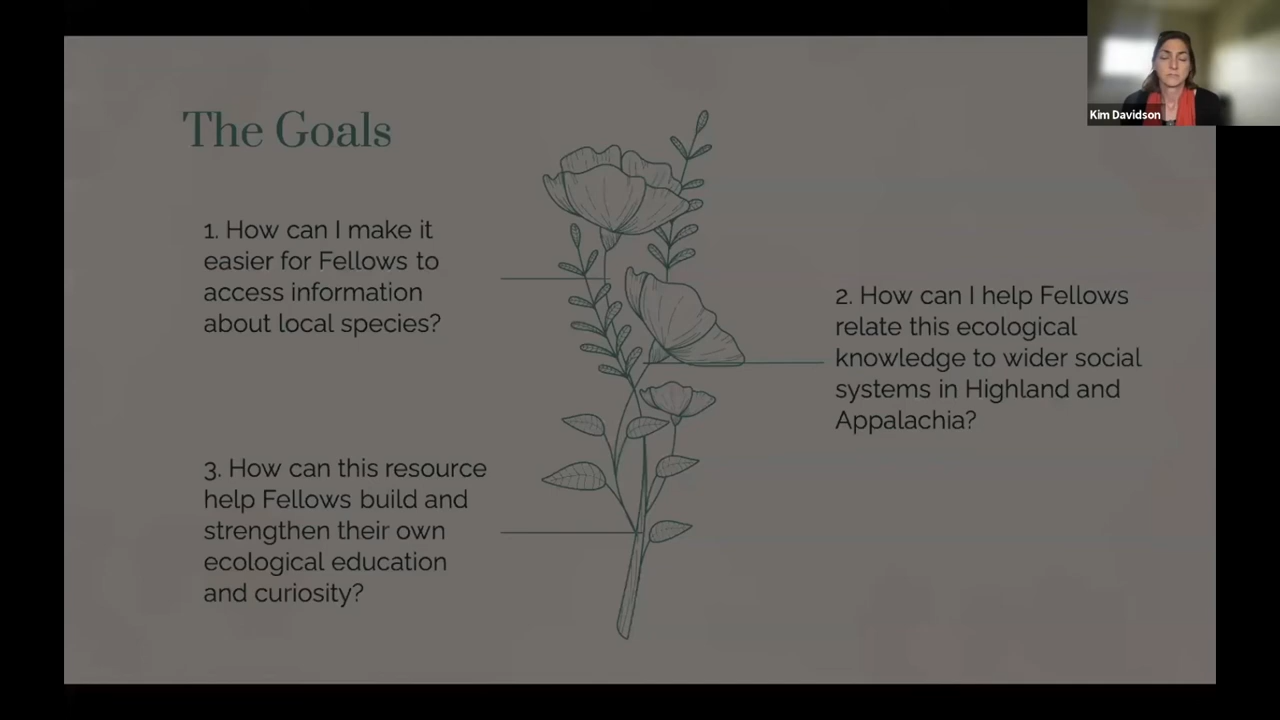 The Goals
1. How can I make it
easier for Fellows to
access information
about local species?
2. How can I help Fellows
relate this ecological
knowledge to wider social
systems in Highland and
Appalachia?
3. How can this resource
help Fellows build and
strengthen their own
ecological education
and curiosity?
Kim Davidson